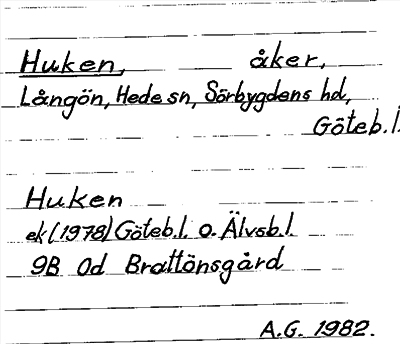 Huken, åker,
Långön, Hede sn, Sörbygdens hd,
Göteb. l.
Huken
ek (1978) Göteb. l. o. Älvsb. l
9B 0d Brattönsgård
A.G. 1982.